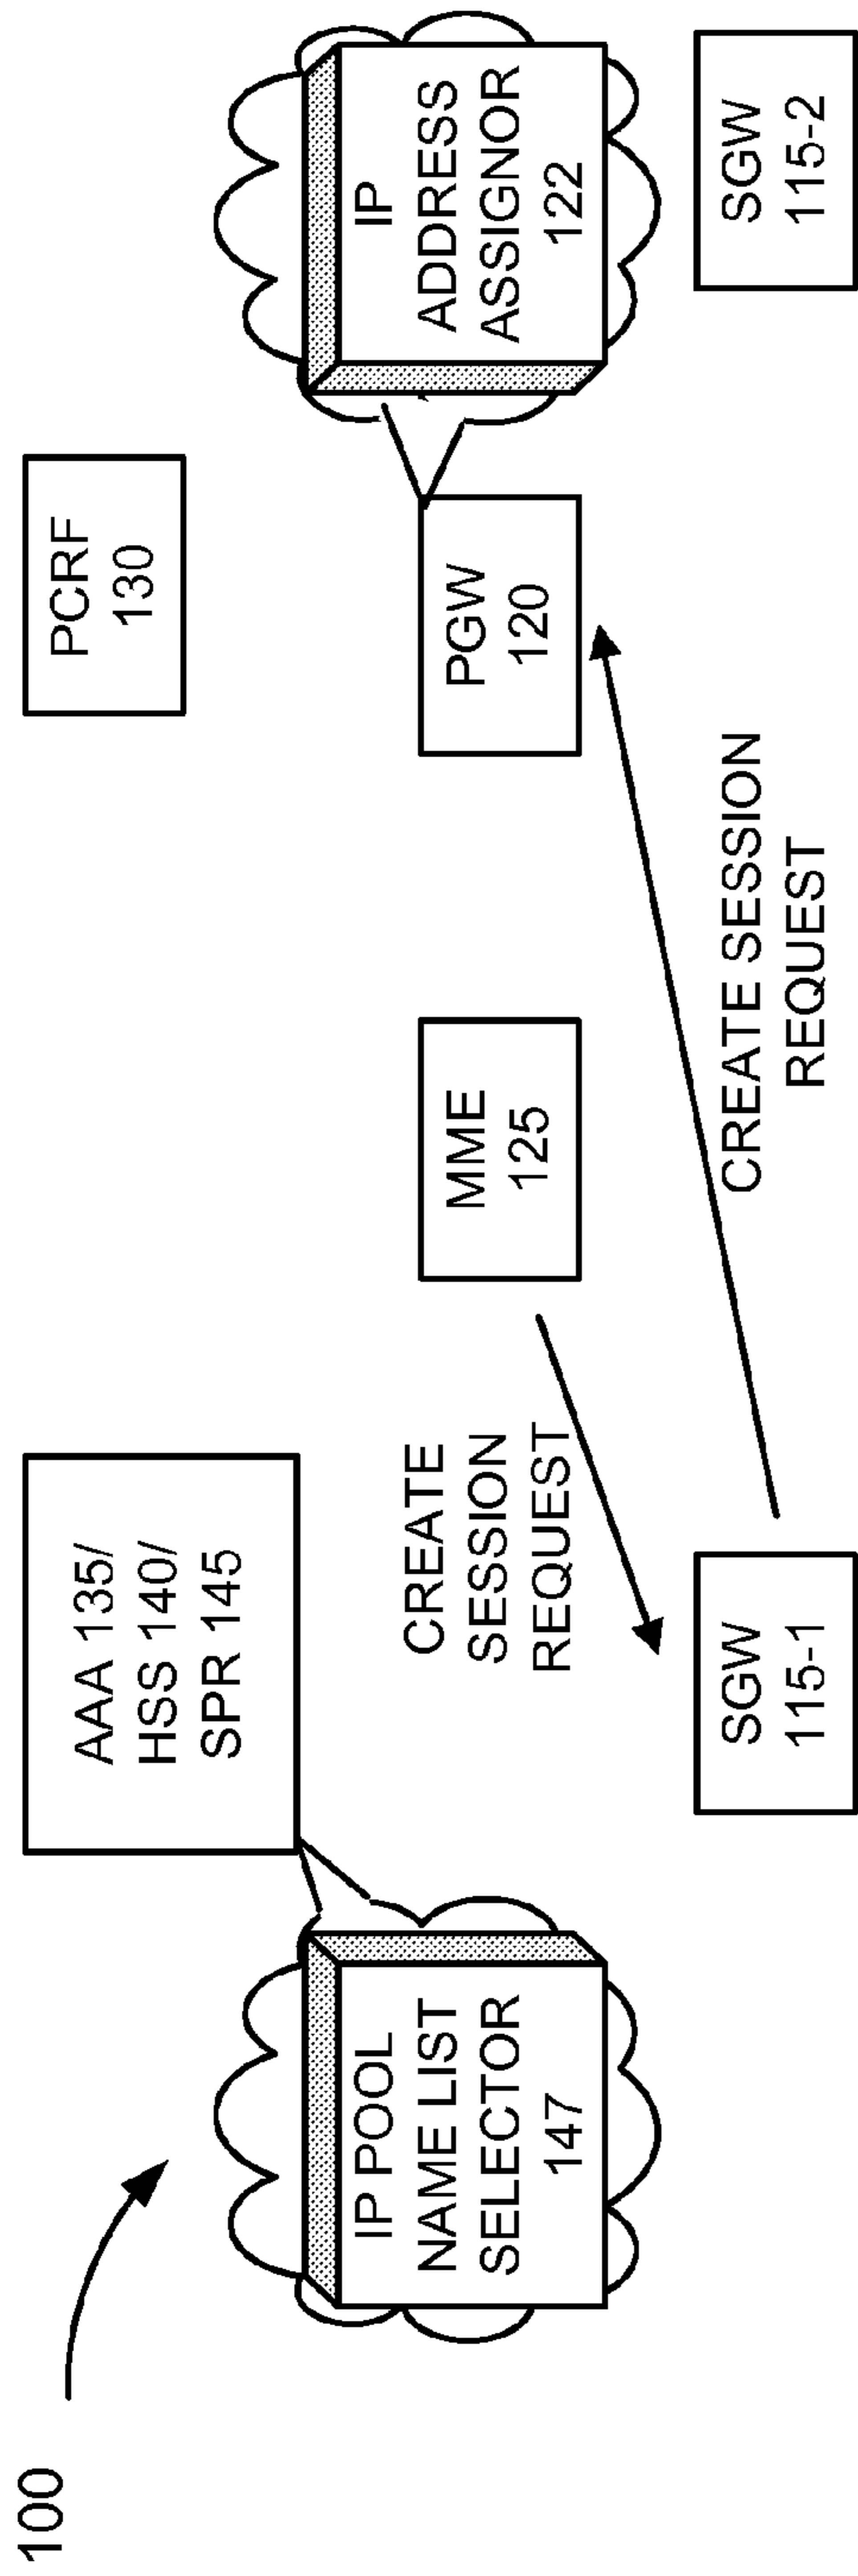 100
AAA 135/
HSS 140/
SPR 145
PCRF
130
IP POOL
NAME LIST
SELECTOR
147
CREATE
SESSION
REQUEST
MME
125
PGW
120
IP
ADDRESS
ASSIGNOR
122
SGW
115-1
CREATE SESSION
REQUEST
SGW
115-2